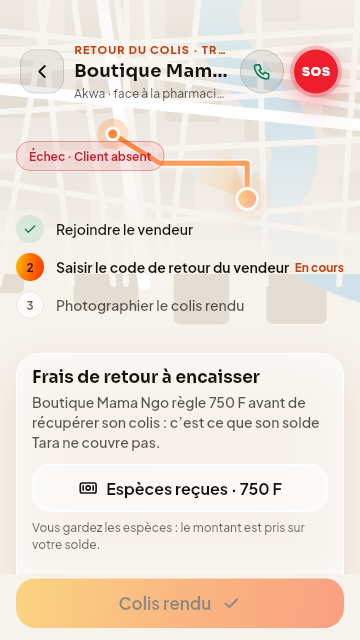 RETOUR DU COLIS · TR…
Boutique Mam…
Akwa · face à pharmaci…
SOS
Échec · Client absent
Rejoindre le vendeur
2 Saisir le code de retour du vendeur En cours
3 Photographier le colis rendu
Frais de retour à encaisser
Boutique Mama Ngo règle 750 F avant de
récupérer son colis : c’est ce que son solde
Tara ne couvre pas.
Espèces reçues · 750 F
Vous gardez les espèces : le montant est pris sur
votre solde.
Colis rendu